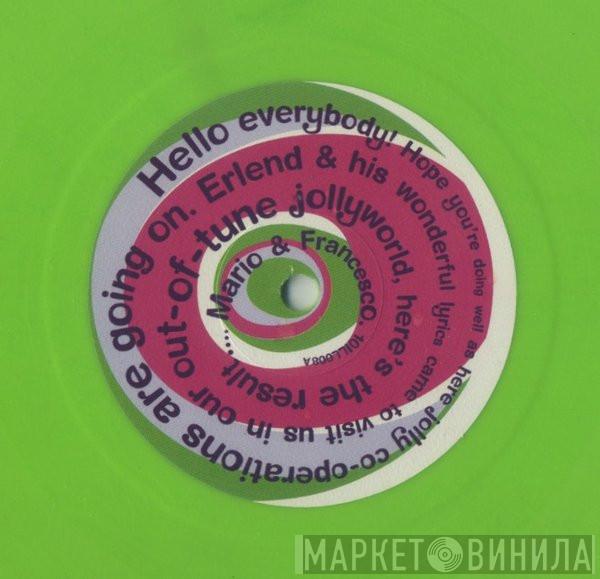 Hello everybody! Hope you're doing well as here jolly co-operations are going on. Erlend & his wonderful lyrics came to visit us in our out-of-tune jollyworld, here's the result.... Mario & Francesco.
JOLL008A
МАРКЕТ ВИНИЛА